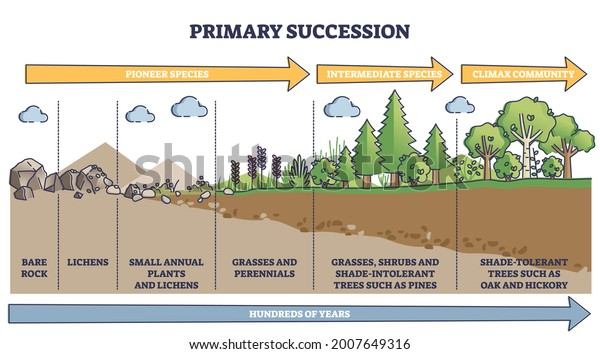 PRIMARY SUCCESSION
PIONEER SPECIES
INTERMEDIATE SPECIES
CLIMAX COMMUNITY
BARE
ROCK
LICHENS
SMALL ANNUAL
PLANTS
AND LICHENS
GRASSES AND
PERENNIALS
GRASSES, SHRUBS AND
SHADE-INTOLERANT
TREES SUCH AS PINES
SHADE-TOLERANT
TREES SUCH AS
OAK AND HICKORY
HUNDREDS OF YEARS
shutterstock.com · 2007649316